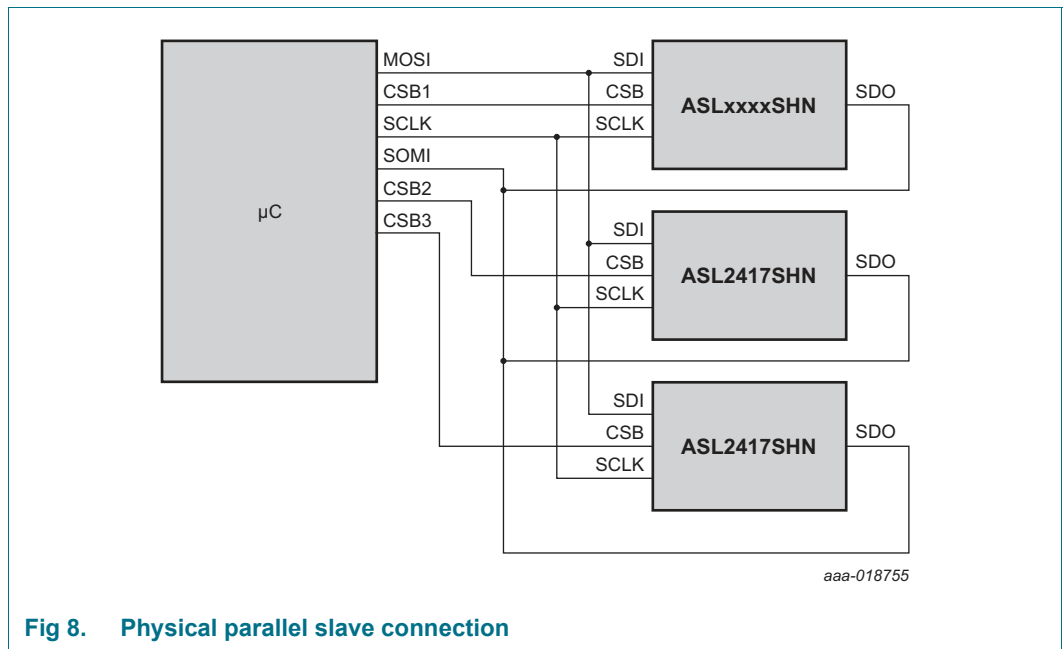 MOSI
CSB1
SCLK
SOMI
CSB2
CSB3
µC
SDI
CSB
SCLK
ASLxxxxSHN
SDO
SDI
CSB
SCLK
ASL2417SHN
SDO
SDI
CSB
SCLK
ASL2417SHN
SDO
aaa-018755
Fig 8. Physical parallel slave connection